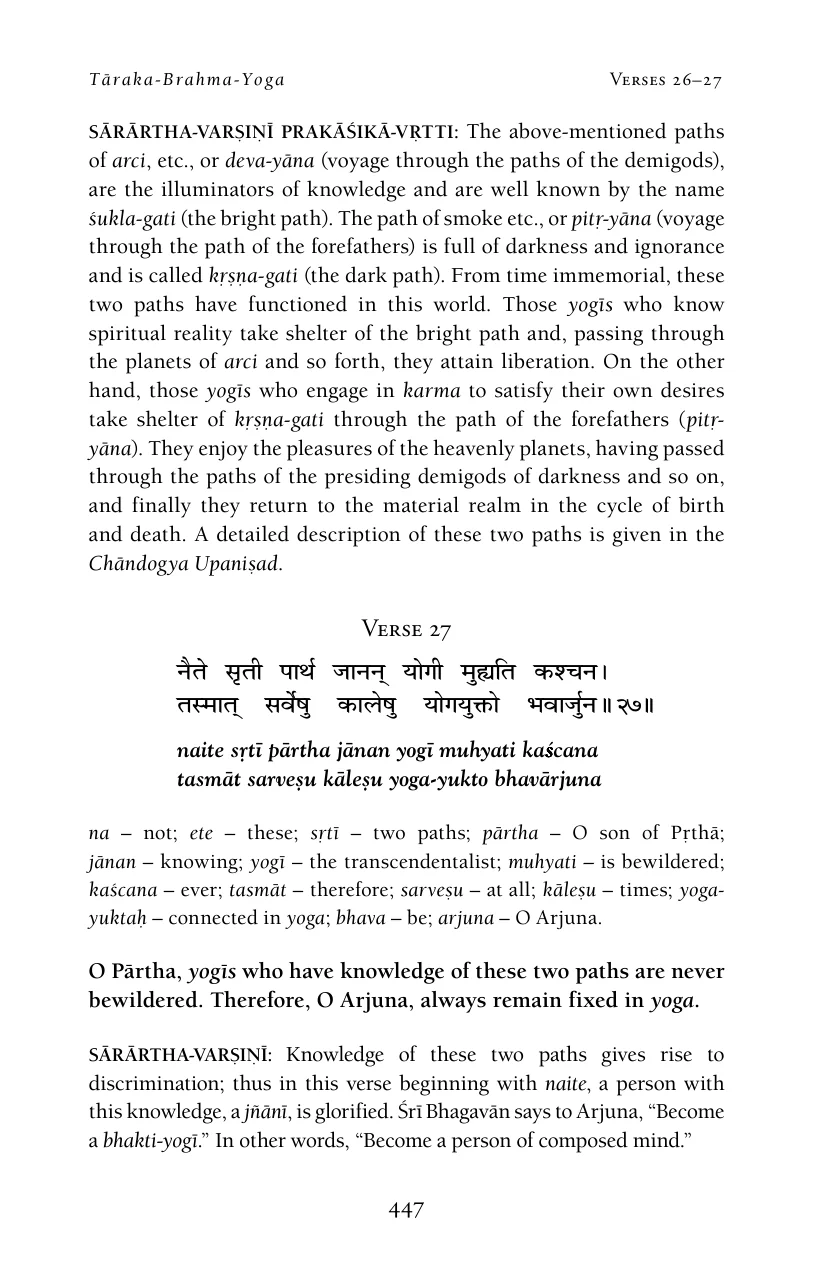 Tāraka-Brahma-Yoga Verses 26–27
SĀRĀRTHA-VARṢIṆĪ PRAKĀŚIKĀ-VṚTTI: The above-mentioned paths
of arci, etc., or deva-yāna (voyage through the paths of the demigods),
are the illuminators of knowledge and are well known by the name
śukla-gati (the bright path). The path of smoke etc., or pitṛ-yāna (voyage
through the path of the forefathers) is full of darkness and ignorance
and is called kṛṣṇa-gati (the dark path). From time immemorial, these
two paths have functioned in this world. Those yogīs who know
spiritual reality take shelter of the bright path and, passing through
the planets of arci and so forth, they attain liberation. On the other
hand, those yogīs who engage in karma to satisfy their own desires
take shelter of kṛṣṇa-gati through the path of the forefathers (pitṛ-
yāna). They enjoy the pleasures of the heavenly planets, having passed
through the paths of the presiding demigods of darkness and so on,
and finally they return to the material realm in the cycle of birth
and death. A detailed description of these two paths is given in the
Chāndogya Upaniṣad.
Verse 27
नैते सृती पार्थ जानन् योगी मुह्यति कश्चन।
तस्मात् सर्वेषु कालेषु योगयुक्तो भवार्जुन॥२७॥
naite sṛtī pārtha jānan yogī muhyati kaścana
tasmāt sarveṣu kāleṣu yoga-yukto bhavārjuna
na – not; ete – these; sṛtī – two paths; pārtha – O son of Pṛthā;
jānan – knowing; yogī – the transcendentalist; muhyati – is bewildered;
kaścana – ever; tasmāt – therefore; sarveṣu – at all; kāleṣu – times; yoga-
yuktaḥ – connected in yoga; bhava – be; arjuna – O Arjuna.
O Pārtha, yogīs who have knowledge of these two paths are never
bewildered. Therefore, O Arjuna, always remain fixed in yoga.
SĀRĀRTHA-VARṢIṆĪ: Knowledge of these two paths gives rise to
discrimination; thus in this verse beginning with naite, a person with
this knowledge, a jñānī, is glorified. Śrī Bhagavān says to Arjuna, “Become
a bhakti-yogī.” In other words, “Become a person of composed mind.”
447